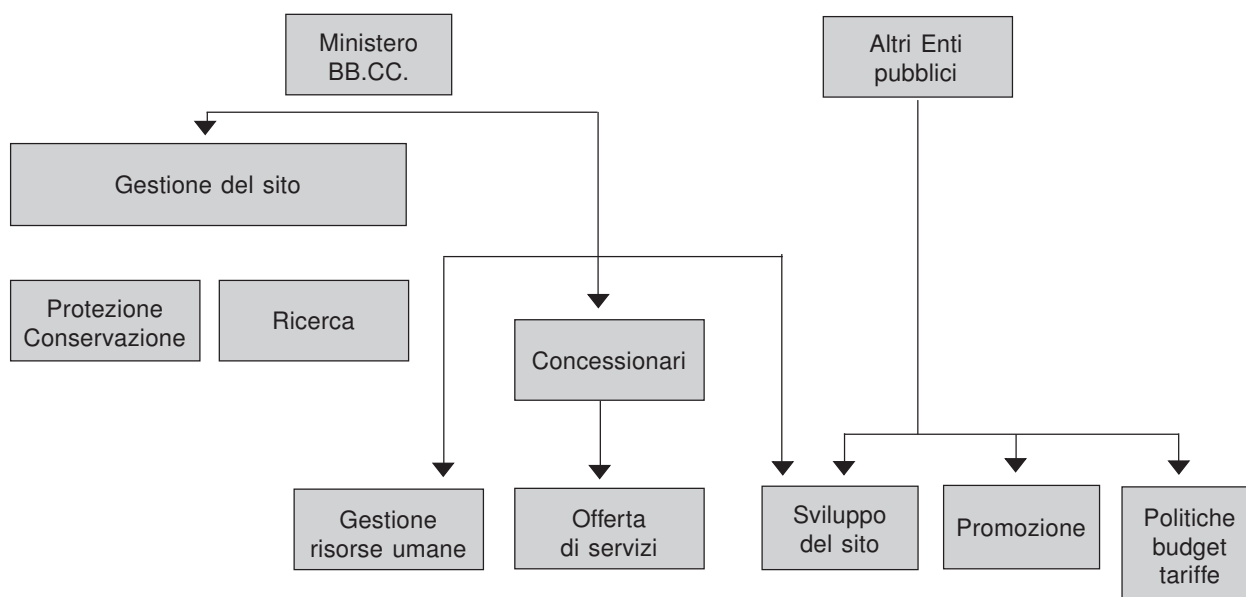 Ministero
BB.CC.
Altri Enti
pubblici
Gestione del sito
Protezione
Conservazione
Ricerca
Concessionari
Gestione
risorse umane
Offerta
di servizi
Sviluppo
del sito
Promozione
Politiche
budget
tariffe